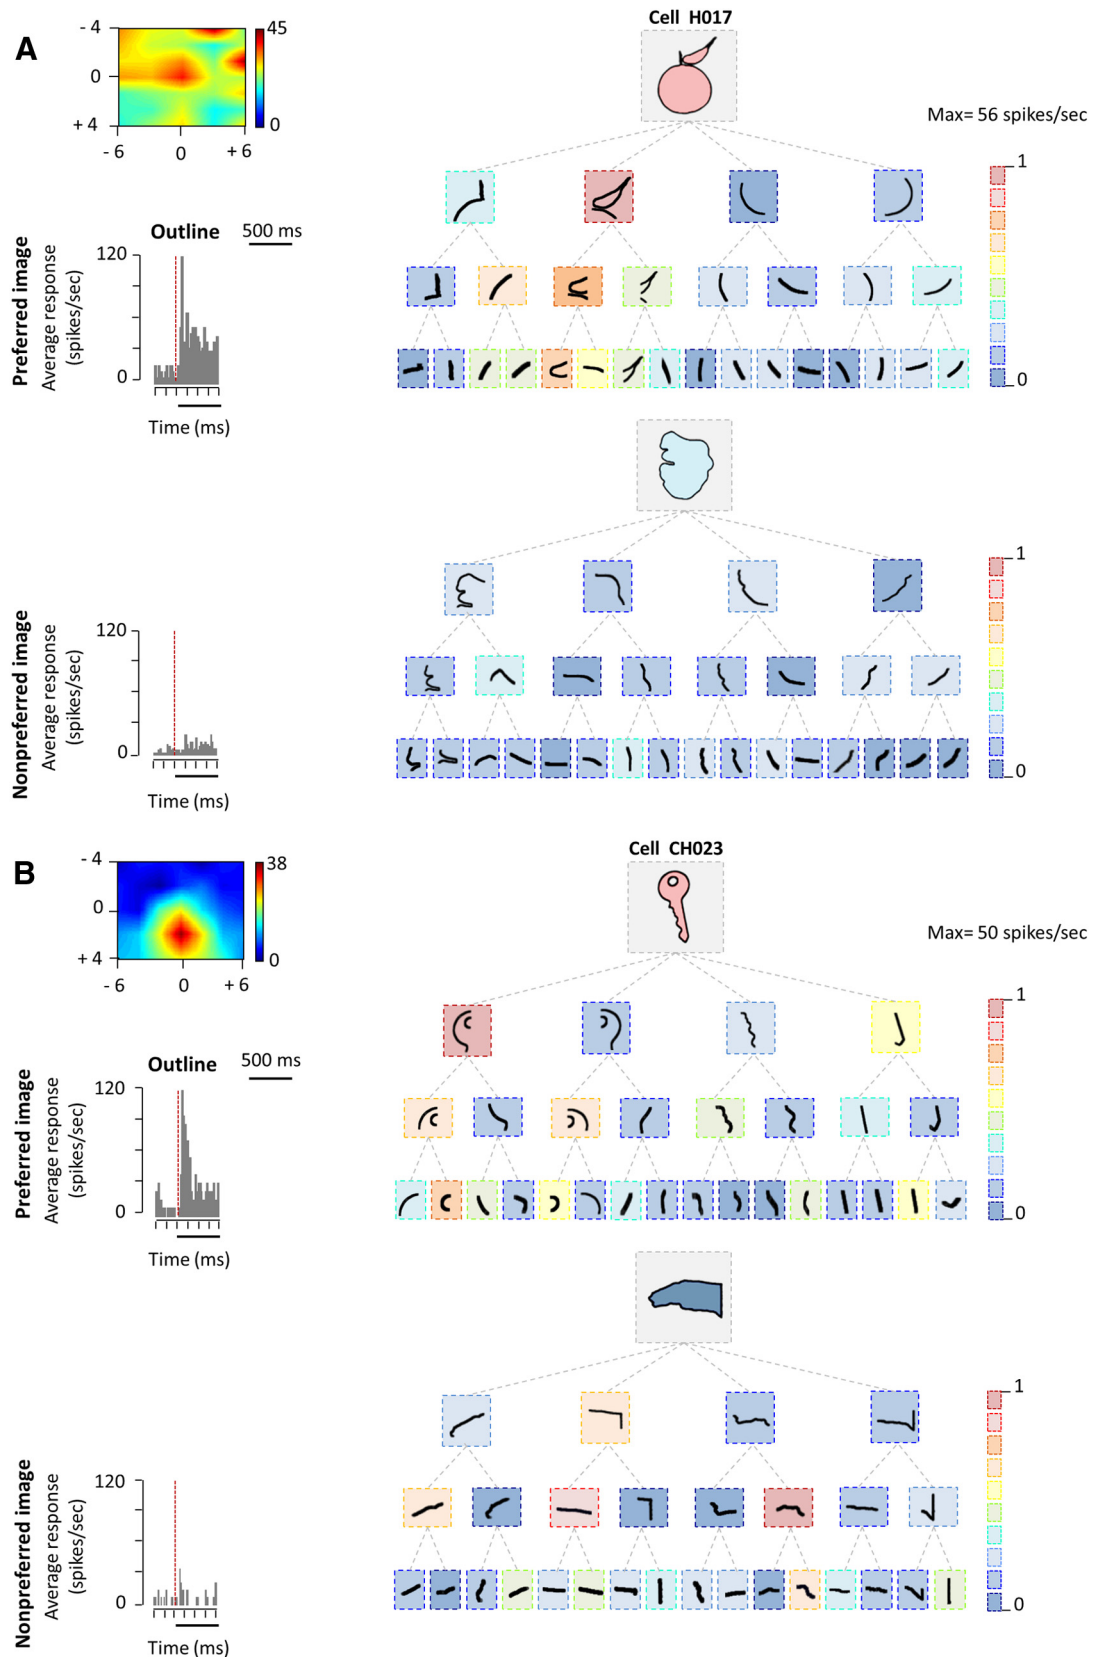 A
- 4
0
+ 4
- 6
0
+ 6
45
0
Cell H017
Max= 56 spikes/sec
1
0
Preferred image
Average response
(spikes/sec)
Outline
500 ms
120
0
Time (ms)
Nonpreferred image
Average response
(spikes/sec)
120
0
Time (ms)
1
0
B
- 4
0
+ 4
- 6
0
+ 6
38
0
Cell CH023
Max= 50 spikes/sec
1
0
Preferred image
Average response
(spikes/sec)
Outline
500 ms
120
0
Time (ms)
Nonpreferred image
Average response
(spikes/sec)
120
0
Time (ms)
1
0